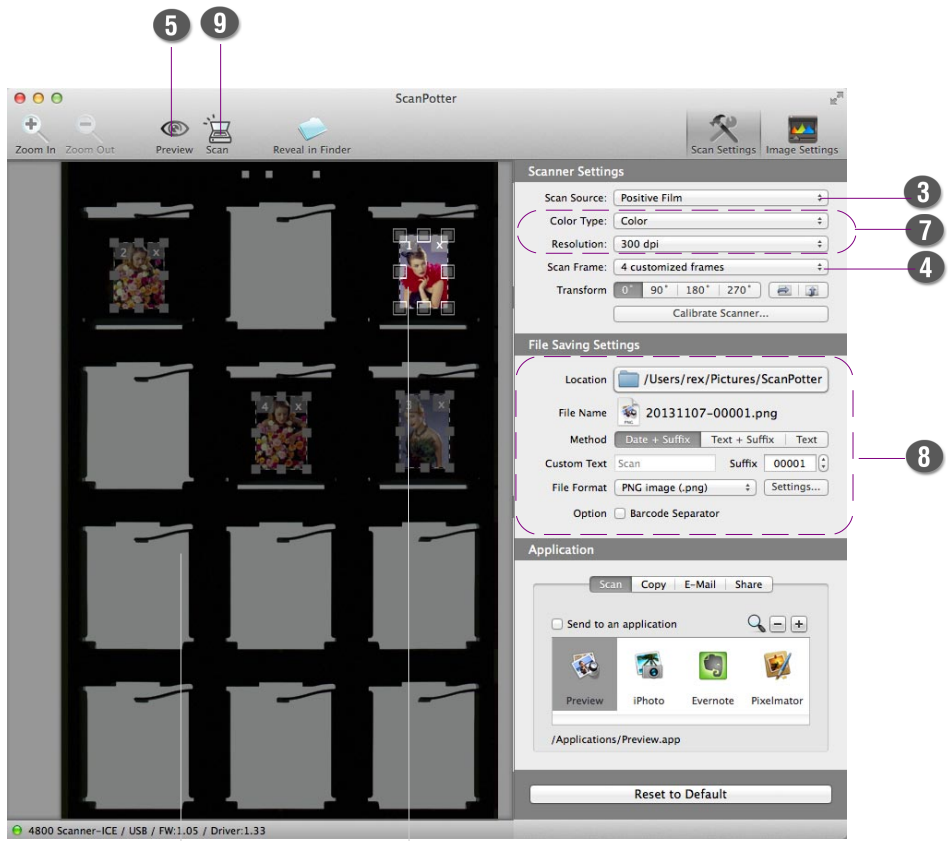 5 9
ScanPotter
Zoom In Zoom Out Preview Scan Reveal in Finder Scan Settings Image Settings
Scanner Settings
Scan Source: Positive Film 3
Color Type: Color
7
Resolution: 300 dpi
Scan Frame: 4 customized frames 4
Transform 0° 90° 180° 270°
Calibrate Scanner...
2 X
1 X
4 X
3 X
File Saving Settings
Location /Users/rex/Pictures/ScanPotter
File Name PNG 20131107-00001.png
Method Date + Suffix Text + Suffix Text
8
Custom Text Scan Suffix 00001
File Format PNG image (.png) Settings...
Option Barcode Separator
Application
Scan Copy E-Mail Share
Send to an application
Preview iPhoto Evernote Pixelmator
/Applications/Preview.app
Reset to Default
4800 Scanner-ICE / USB / FW:1.05 / Driver:1.33